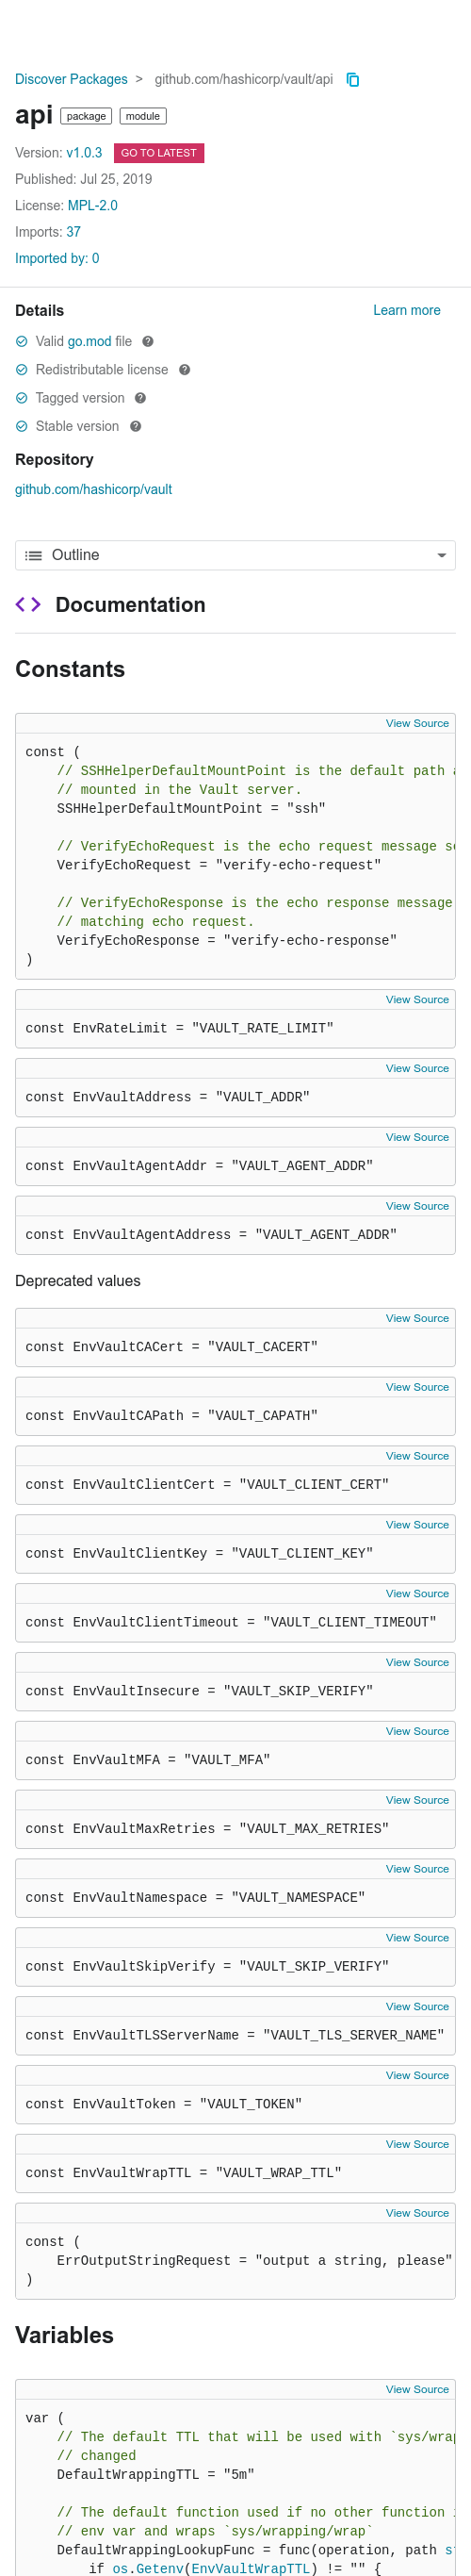 Discover Packages > github.com/hashicorp/vault/api
api package module
Version: v1.0.3 GO TO LATEST
Published: Jul 25, 2019
License: MPL-2.0
Imports: 37
Imported by: 0
Details Learn more
Valid go.mod file
Redistributable license
Tagged version
Stable version
Repository
github.com/hashicorp/vault
Outline
Documentation
Constants
View Source
const (
// SSHHelperDefaultMountPoint is the default path a
// mounted in the Vault server.
SSHHelperDefaultMountPoint = "ssh"
// VerifyEchoRequest is the echo request message se
VerifyEchoRequest = "verify-echo-request"
// VerifyEchoResponse is the echo response message
// matching echo request.
VerifyEchoResponse = "verify-echo-response"
)
View Source
const EnvRateLimit = "VAULT_RATE_LIMIT"
View Source
const EnvVaultAddress = "VAULT_ADDR"
View Source
const EnvVaultAgentAddr = "VAULT_AGENT_ADDR"
View Source
const EnvVaultAgentAddress = "VAULT_AGENT_ADDR"
Deprecated values
View Source
const EnvVaultCACert = "VAULT_CACERT"
View Source
const EnvVaultCAPath = "VAULT_CAPATH"
View Source
const EnvVaultClientCert = "VAULT_CLIENT_CERT"
View Source
const EnvVaultClientKey = "VAULT_CLIENT_KEY"
View Source
const EnvVaultClientTimeout = "VAULT_CLIENT_TIMEOUT"
View Source
const EnvVaultInsecure = "VAULT_SKIP_VERIFY"
View Source
const EnvVaultMFA = "VAULT_MFA"
View Source
const EnvVaultMaxRetries = "VAULT_MAX_RETRIES"
View Source
const EnvVaultNamespace = "VAULT_NAMESPACE"
View Source
const EnvVaultSkipVerify = "VAULT_SKIP_VERIFY"
View Source
const EnvVaultTLSServerName = "VAULT_TLS_SERVER_NAME"
View Source
const EnvVaultToken = "VAULT_TOKEN"
View Source
const EnvVaultWrapTTL = "VAULT_WRAP_TTL"
View Source
const (
ErrOutputStringRequest = "output a string, please"
)
Variables
View Source
var (
// The default TTL that will be used with `sys/wrap
// changed
DefaultWrappingTTL = "5m"
// The default function used if no other function i
// env var and wraps `sys/wrapping/wrap`
DefaultWrappingLookupFunc = func(operation, path st
if os.Getenv(EnvVaultWrapTTL) != "" {